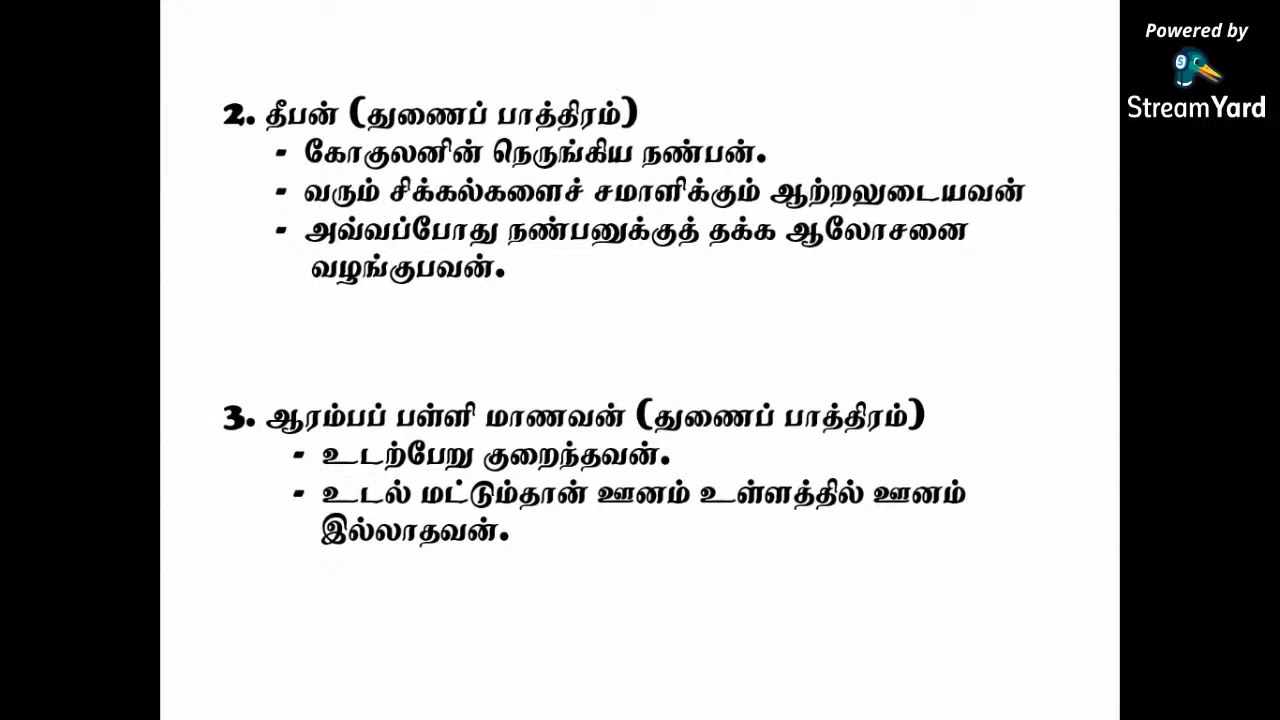 Powered by
StreamYard
2. தீபன் (துணைப் பாத்திரம்)
- கோகுலனின் நெருங்கிய நண்பன்.
- வரும் சிக்கல்களைச் சமாளிக்கும் ஆற்றலுடையவன்
- அவ்வப்போது நண்பனுக்குத் தக்க ஆலோசனை
வழங்குபவன்.
3. ஆரம்பப் பள்ளி மாணவன் (துணைப் பாத்திரம்)
- உடற்பேறு குறைந்தவன்.
- உடல் மட்டும்தான் ஊனம் உள்ளத்தில் ஊனம்
இல்லாதவன்.